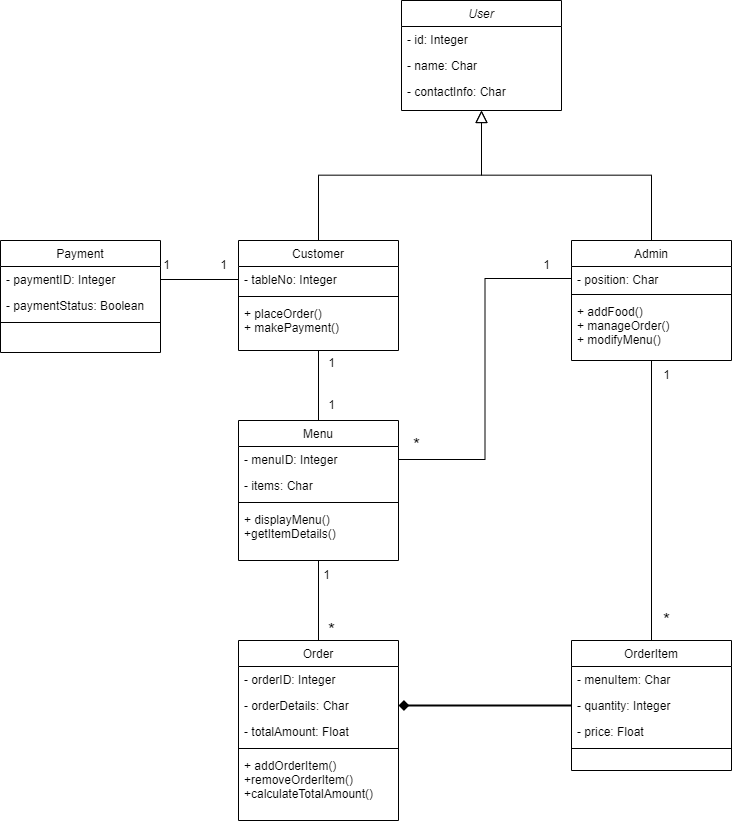 User
- id: Integer
- name: Char
- contactInfo: Char
Payment
- paymentID: Integer
- paymentStatus: Boolean
1
1
Customer
- tableNo: Integer
+ placeOrder()
+ makePayment()
1
Admin
- position: Char
+ addFood()
+ manageOrder()
+ modifyMenu()
1
1
1
*
Menu
- menuID: Integer
- items: Char
+ displayMenu()
+getItemDetails()
1
*
*
Order
- orderID: Integer
- orderDetails: Char
- totalAmount: Float
+ addOrderItem()
+removeOrderItem()
+calculateTotalAmount()
OrderItem
- menuItem: Char
- quantity: Integer
- price: Float